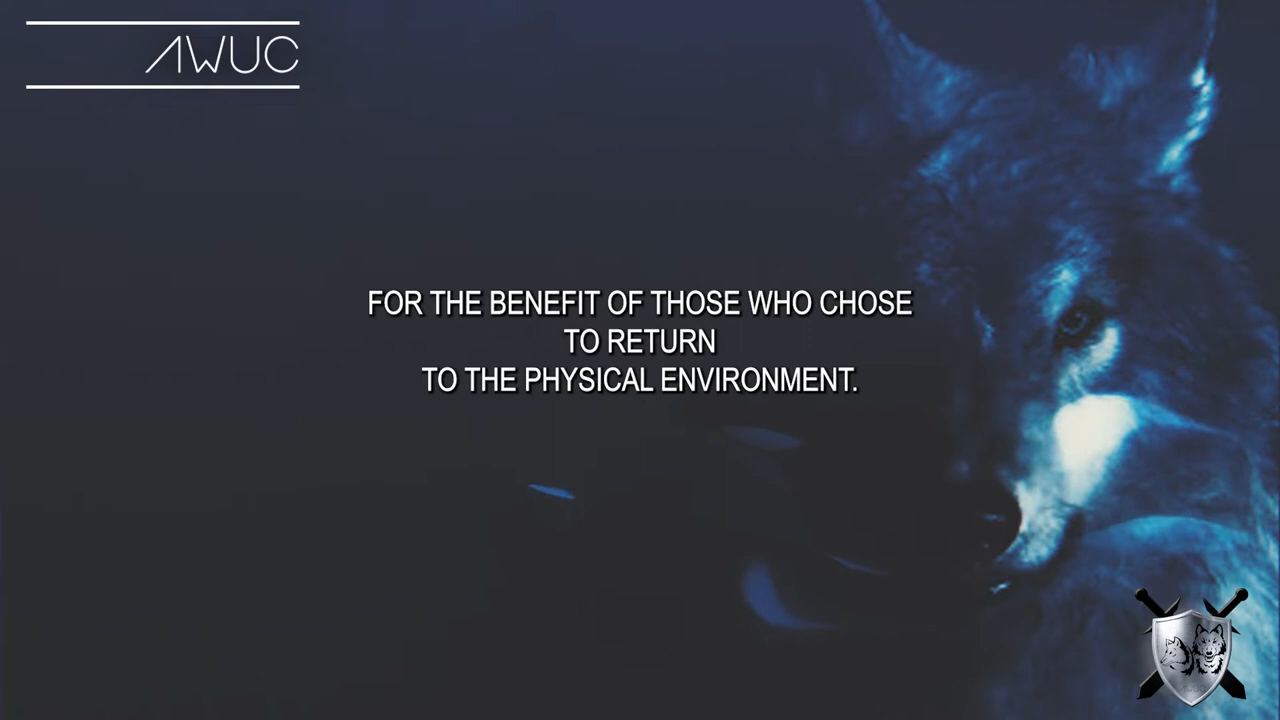 AWUC
FOR THE BENEFIT OF THOSE WHO CHOSE
TO RETURN
TO THE PHYSICAL ENVIRONMENT.